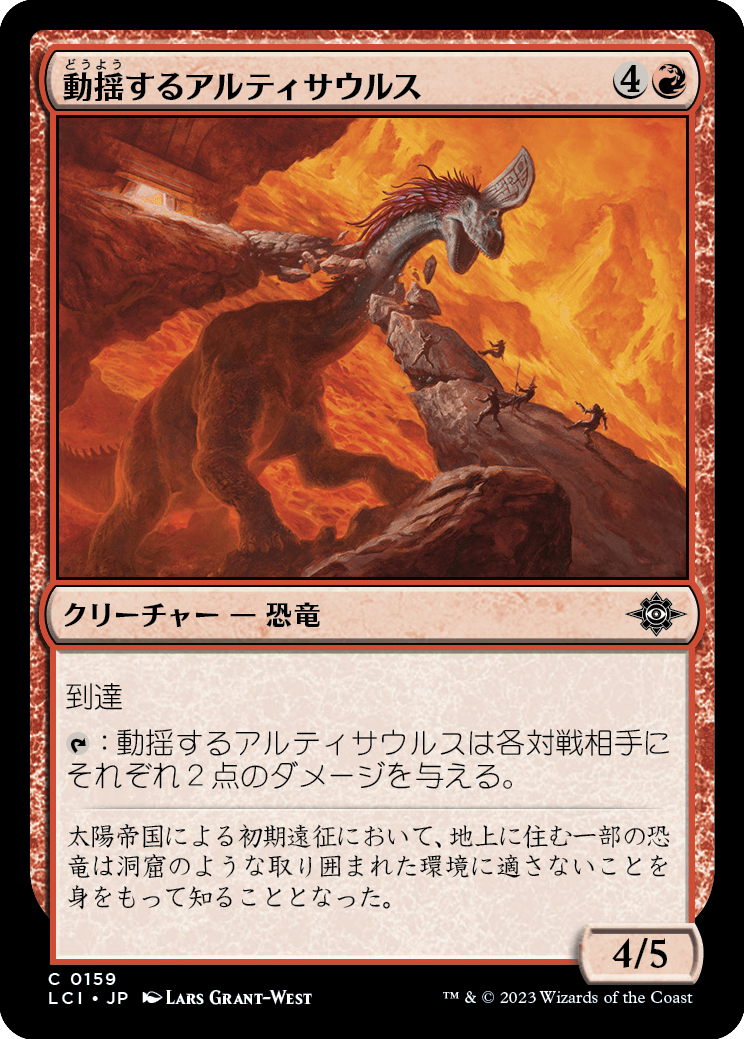 どうよう
動揺するアルティサウルス 4
クリーチャー — 恐竜
到達
:動揺するアルティサウルスは各対戦相手に
それぞれ2点のダメージを与える。
太陽帝国による初期遠征において、地上に住む一部の恐
竜は洞窟のような取り囲まれた環境に適さないことを
身をもって知ることとなった。
4/5
C 0159
LCI • JP Lars Grant-West
™ & © 2023 Wizards of the Coast